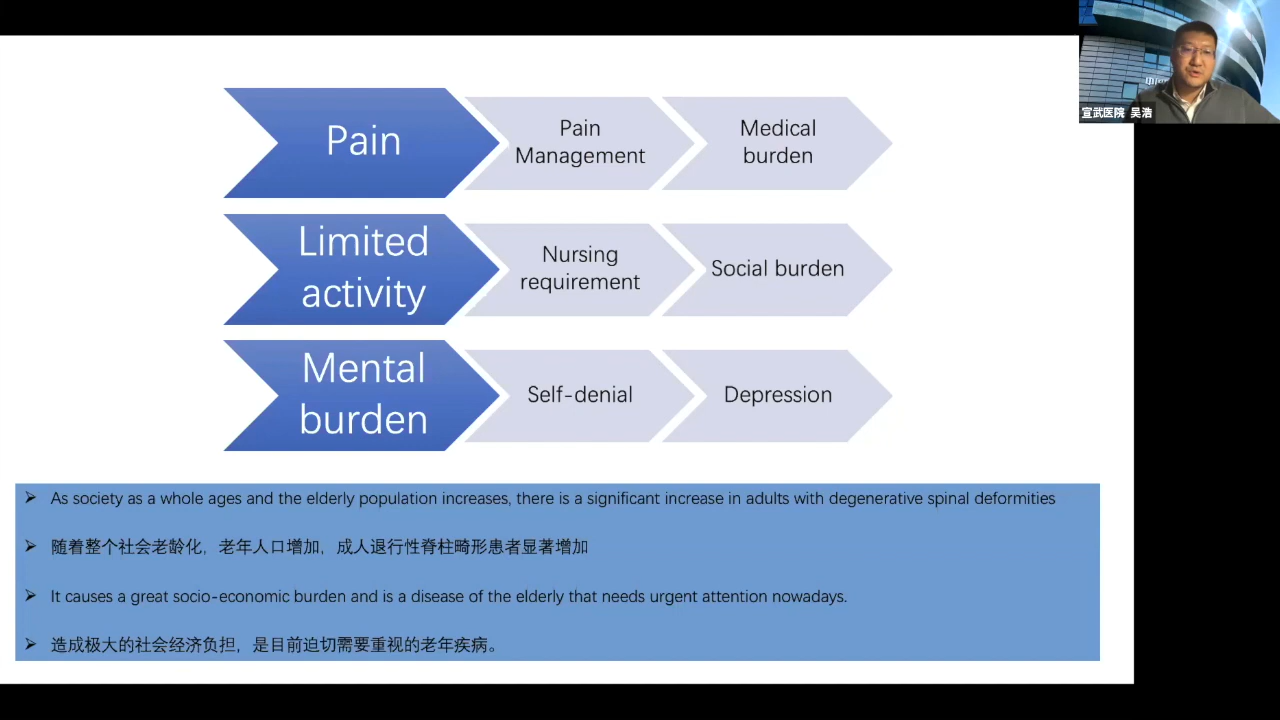 宣武医院 吴浩
Pain
Pain
Management
Medical
burden
Limited
activity
Nursing
requirement
Social burden
Mental
burden
Self-denial
Depression
➤ As society as a whole ages and the elderly population increases, there is a significant increase in adults with degenerative spinal deformities
➤ 随着整个社会老龄化，老年人口增加，成人退行性脊柱畸形患者显著增加
➤ It causes a great socio-economic burden and is a disease of the elderly that needs urgent attention nowadays.
➤ 造成极大的社会经济负担，是目前迫切需要重视的老年疾病。